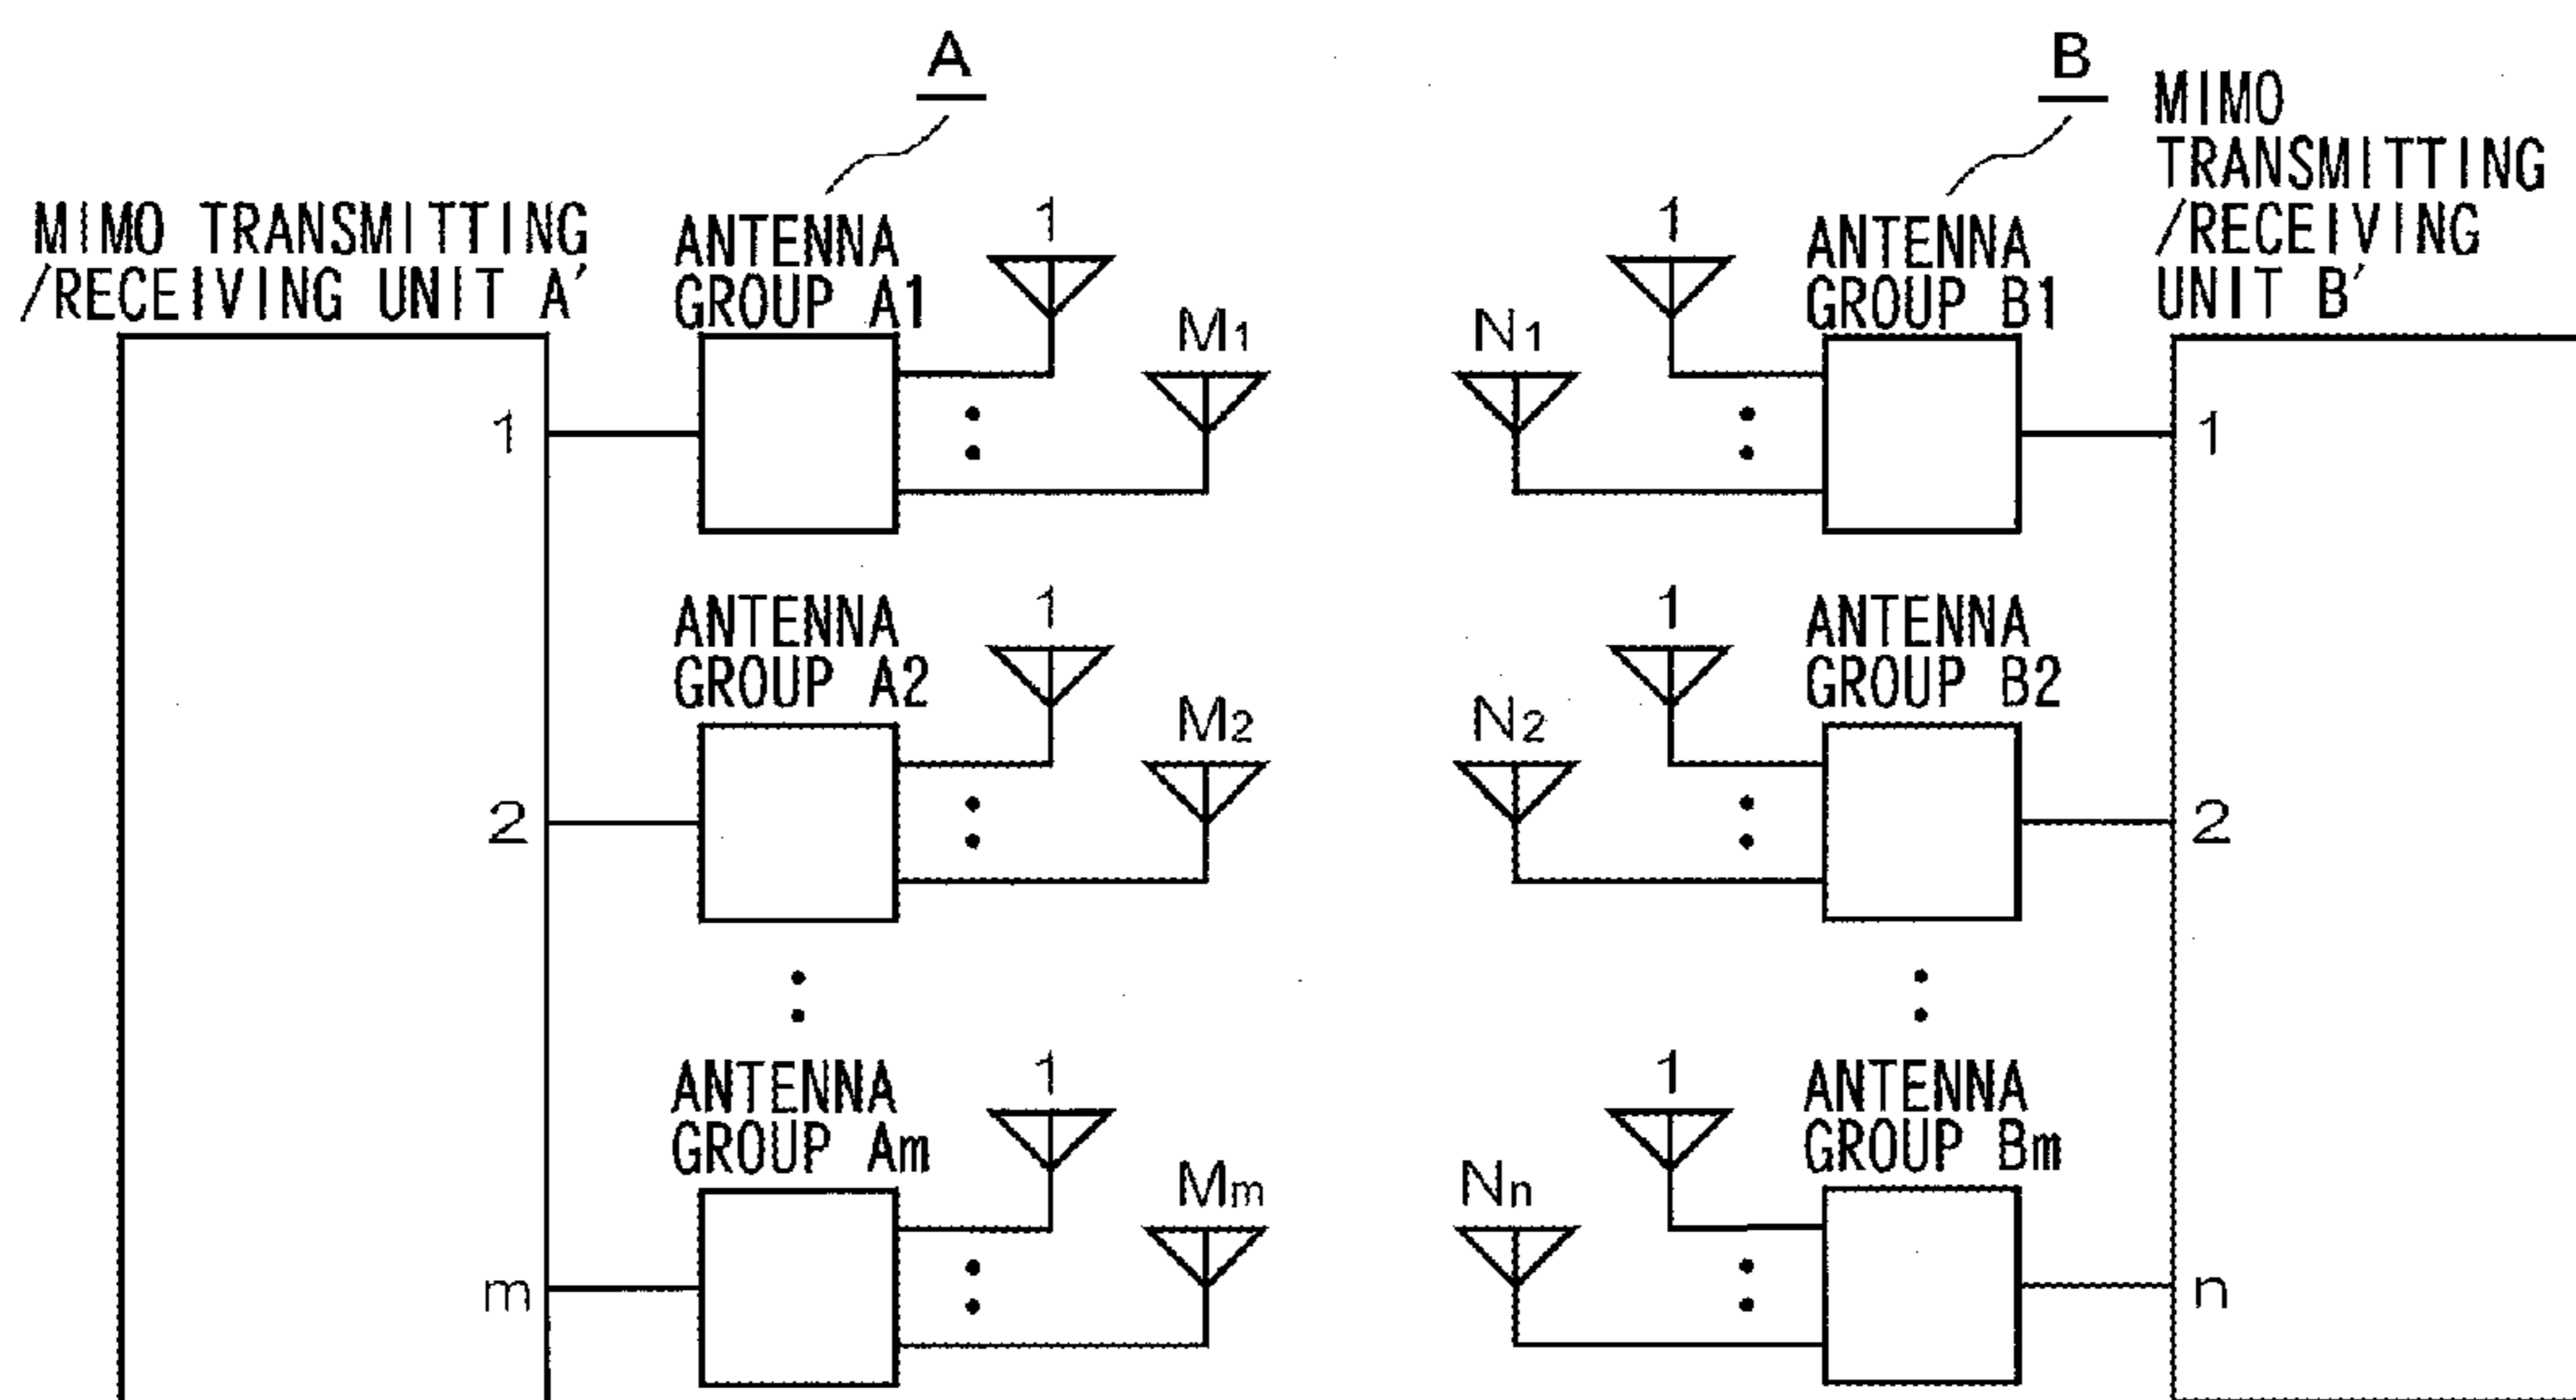 A
B
MIMO TRANSMITTING
/RECEIVING UNIT A′
ANTENNA
GROUP A1
1
M1
1
N1
ANTENNA
GROUP B1
MIMO
TRANSMITTING
/RECEIVING
UNIT B′
1
1
ANTENNA
GROUP A2
1
M2
1
N2
ANTENNA
GROUP B2
2
2
ANTENNA
GROUP Am
1
Mm
1
Nn
ANTENNA
GROUP Bm
m
n